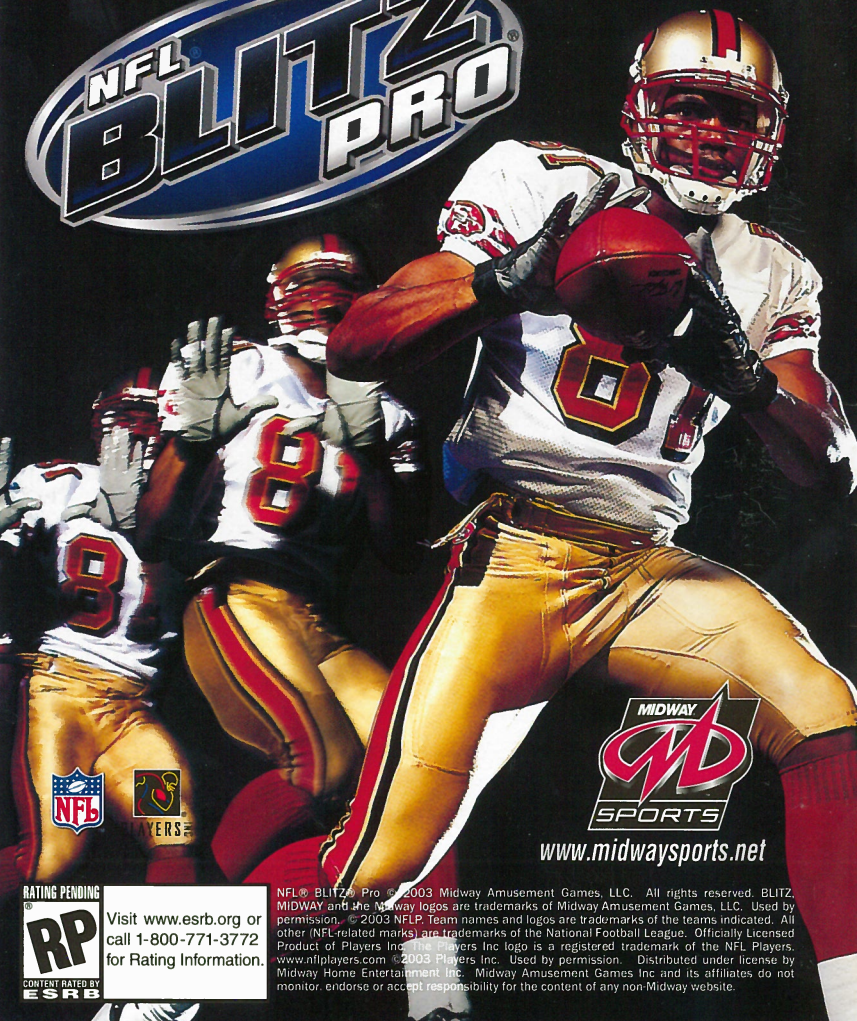 NFL®
BLITZ®
PRO
81
8
8
MIDWAY
SPORTS
www.midwaysports.net
NFL
PLAYERS INC
RATING PENDING
®
RP
CONTENT RATED BY
ESRB
Visit www.esrb.org or
call 1-800-771-3772
for Rating Information.
NFL® BLITZ® Pro © 2003 Midway Amusement Games, LLC. All rights reserved. BLITZ,
MIDWAY and the Midway logos are trademarks of Midway Amusement Games, LLC. Used by
permission. © 2003 NFLP. Team names and logos are trademarks of the teams indicated. All
other (NFL-related marks) are trademarks of the National Football League. Officially Licensed
Product of Players Inc. The Players Inc logo is a registered trademark of the NFL Players.
www.nflplayers.com ©2003 Players Inc. Used by permission. Distributed under license by
Midway Home Entertainment Inc. Midway Amusement Games Inc and its affiliates do not
monitor, endorse or accept responsibility for the content of any non-Midway website.